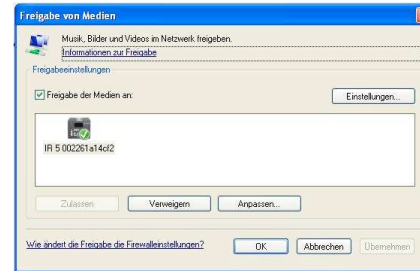 Freigabe von Medien
Musik, Bilder und Videos im Netzwerk freigeben.
Informationen zur Freigabe
Freigabeeinstellungen
Freigabe der Medien an:
Einstellungen...
IR 5 002261a14cf2
Zulassen
Verweigern
Anpassen...
Wie ändert die Freigabe die Firewalleinstellungen?
OK
Abbrechen
Übernehmen